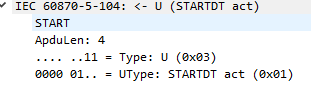 IEC 60870-5-104: <- U (STARTDT act)
START
ApduLen: 4
.... ..11 = Type: U (0x03)
0000 01.. = UType: STARTDT act (0x01)